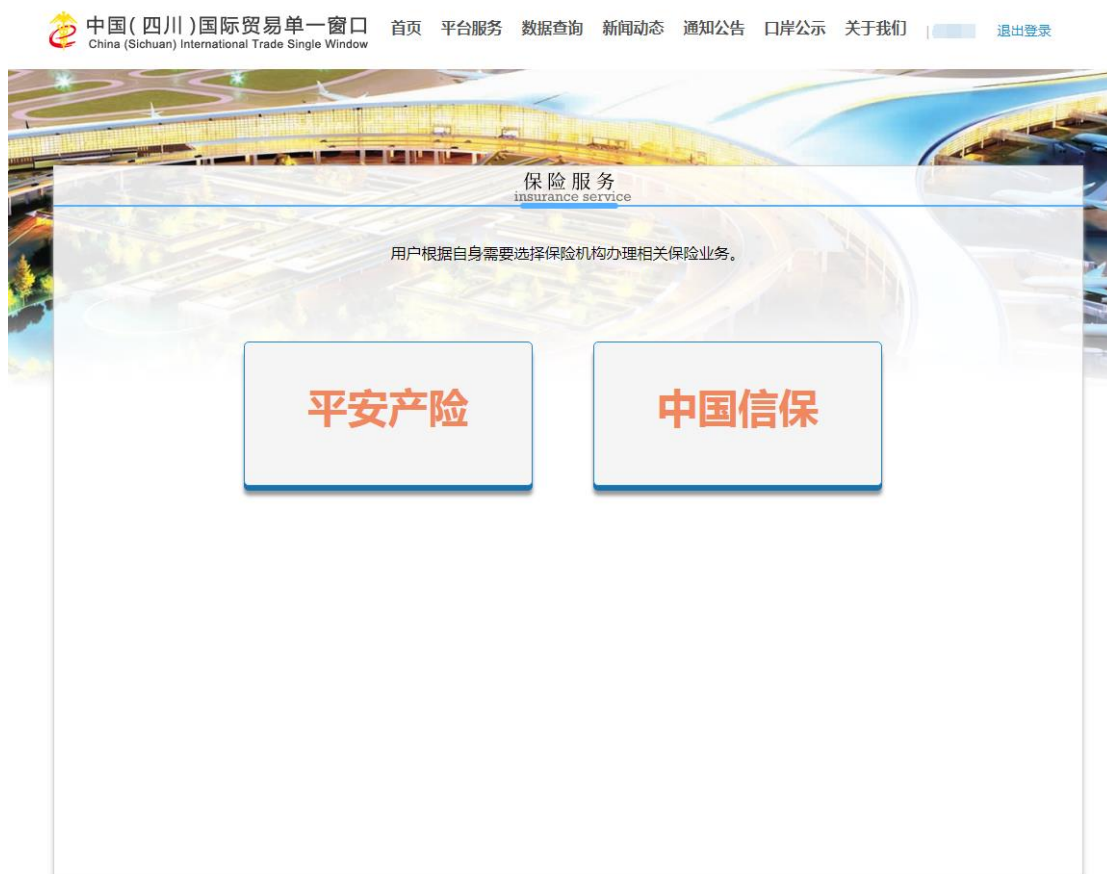 中国(四川)国际贸易单一窗口
China (Sichuan) International Trade Single Window
首页 平台服务 数据查询 新闻动态 通知公告 口岸公示 关于我们 | 退出登录
保险服务
insurance service
用户根据自身需要选择保险机构办理相关保险业务。
平安产险
中国信保